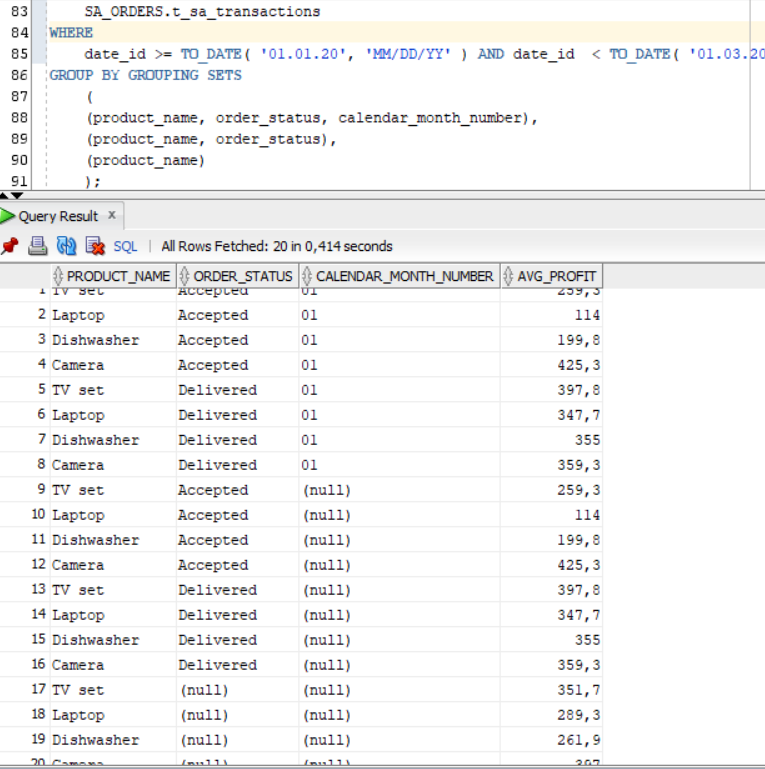 83 SA_ORDERS.t_sa_transactions
84 WHERE
85 date_id >= TO_DATE( '01.01.20', 'MM/DD/YY' ) AND date_id < TO_DATE( '01.03.20
86 GROUP BY GROUPING SETS
87 (
88 (product_name, order_status, calendar_month_number),
89 (product_name, order_status),
90 (product_name)
91 );
Query Result x
SQL | All Rows Fetched: 20 in 0,414 seconds
PRODUCT_NAME ORDER_STATUS CALENDAR_MONTH_NUMBER AVG_PROFIT
1 TV set Accepted 01 259,3
2 Laptop Accepted 01 114
3 Dishwasher Accepted 01 199,8
4 Camera Accepted 01 425,3
5 TV set Delivered 01 397,8
6 Laptop Delivered 01 347,7
7 Dishwasher Delivered 01 355
8 Camera Delivered 01 359,3
9 TV set Accepted (null) 259,3
10 Laptop Accepted (null) 114
11 Dishwasher Accepted (null) 199,8
12 Camera Accepted (null) 425,3
13 TV set Delivered (null) 397,8
14 Laptop Delivered (null) 347,7
15 Dishwasher Delivered (null) 355
16 Camera Delivered (null) 359,3
17 TV set (null) (null) 351,7
18 Laptop (null) (null) 289,3
19 Dishwasher (null) (null) 261,9
20 Camera (null) (null) 397